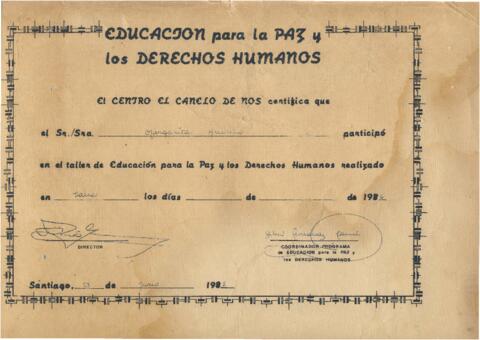 EDUCACION para la PAZ y
los DERECHOS HUMANOS
El CENTRO EL CANELO DE NOS certifica que
el Sr./Sra. Margarita participó
en el taller de Educación para la Paz y los Derechos Humanos realizado
en los días de de 198
DIRECTOR
COORDINADOR PROGRAMA
de EDUCACION para la PAZ y
los DERECHOS HUMANOS
Santiago, de 198